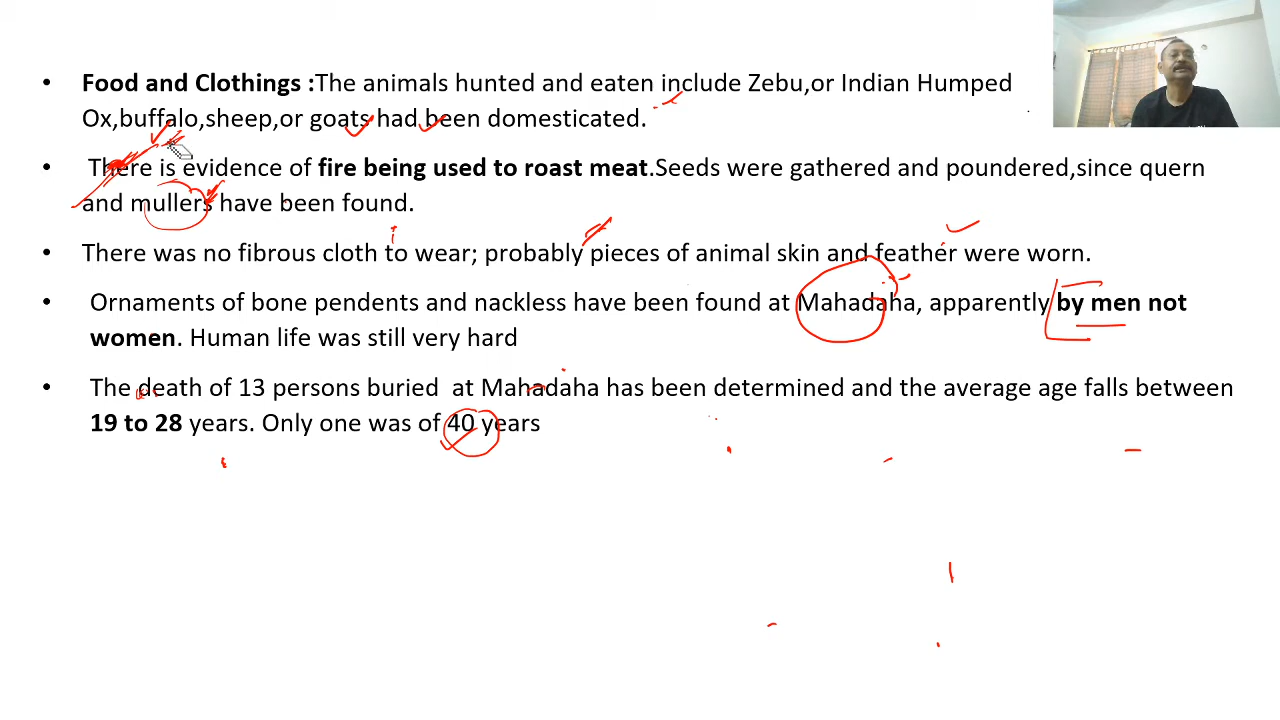 • Food and Clothings :The animals hunted and eaten include Zebu,or Indian Humped
Ox,buffalo,sheep,or goats had been domesticated.
• There is evidence of fire being used to roast meat.Seeds were gathered and poundered,since quern
and mullers have been found.
• There was no fibrous cloth to wear; probably pieces of animal skin and feather were worn.
• Ornaments of bone pendents and nackless have been found at Mahadaha, apparently by men not
women. Human life was still very hard
• The death of 13 persons buried at Mahadaha has been determined and the average age falls between
19 to 28 years. Only one was of 40 years